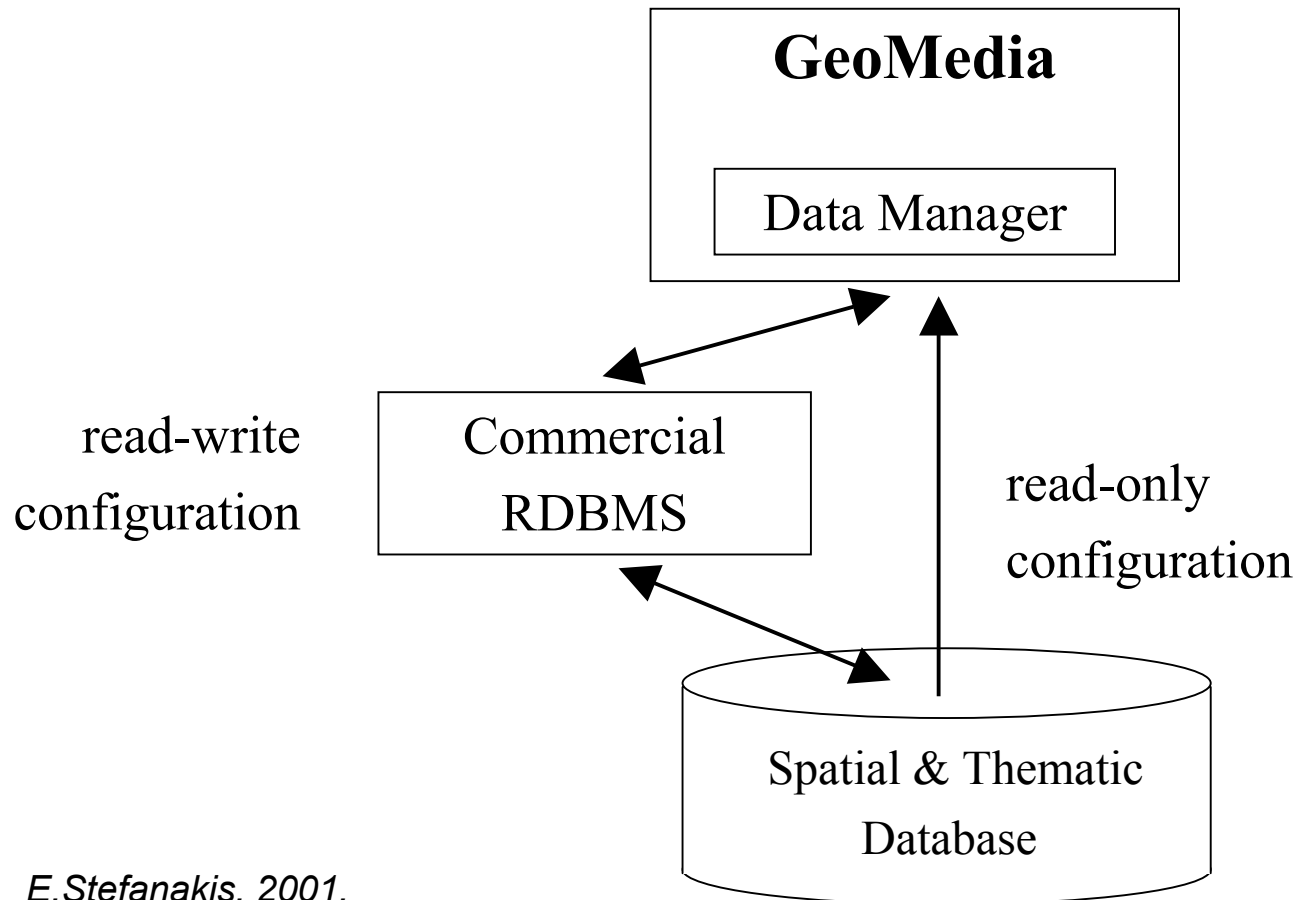 GeoMedia
Data Manager
read-write
configuration
Commercial
RDBMS
read-only
configuration
Spatial & Thematic
Database
E.Stefanakis, 2001.